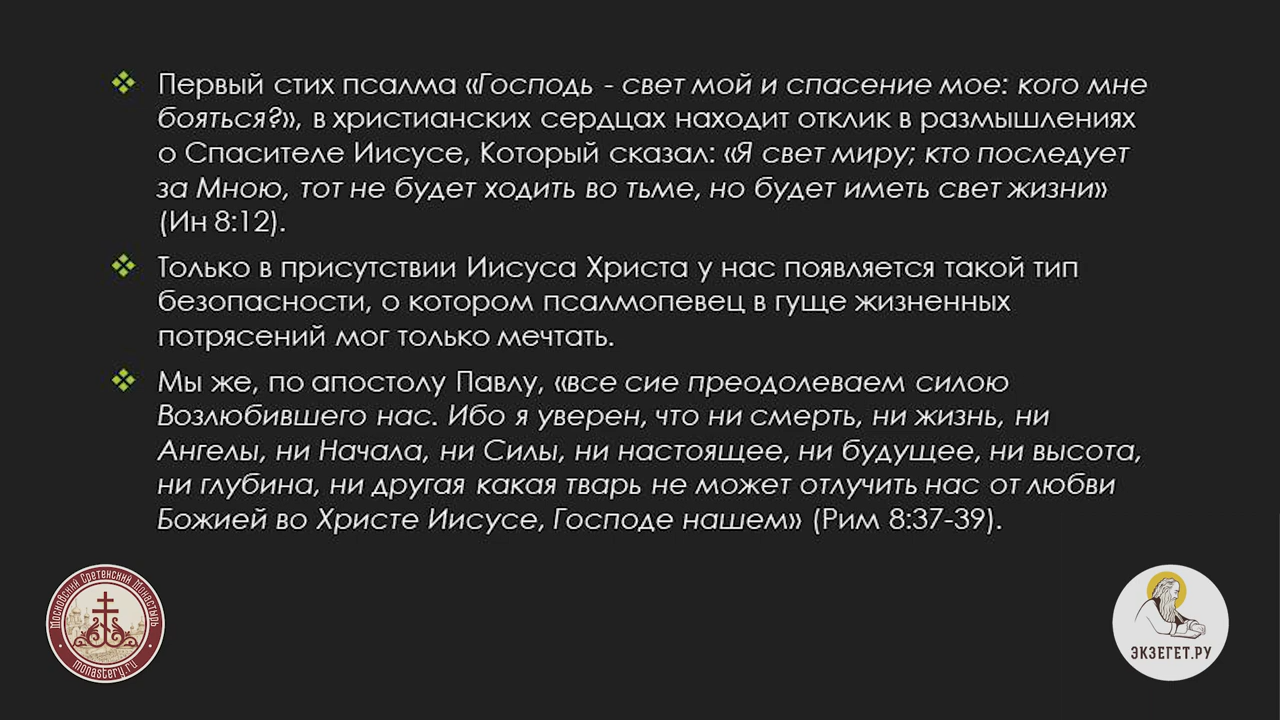 Первый стих псалма «Господь - свет мой и спасение мое: кого мне
бояться?», в христианских сердцах находит отклик в размышлениях
о Спасителе Иисусе, Который сказал: «Я свет миру; кто последует
за Мною, тот не будет ходить во тьме, но будет иметь свет жизни»
(Ин 8:12).
Только в присутствии Иисуса Христа у нас появляется такой тип
безопасности, о котором псалмопевец в гуще жизненных
потрясений мог только мечтать.
Мы же, по апостолу Павлу, «все сие преодолеваем силою
Возлюбившего нас. Ибо я уверен, что ни смерть, ни жизнь, ни
Ангелы, ни Начала, ни Силы, ни настоящее, ни будущее, ни высота,
ни глубина, ни другая какая тварь не может отлучить нас от любви
Божией во Христе Иисусе, Господе нашем» (Рим 8:37-39).
Московский Сретенский Монастырь
monastery.ru
ЭКЗЕГЕТ.РУ